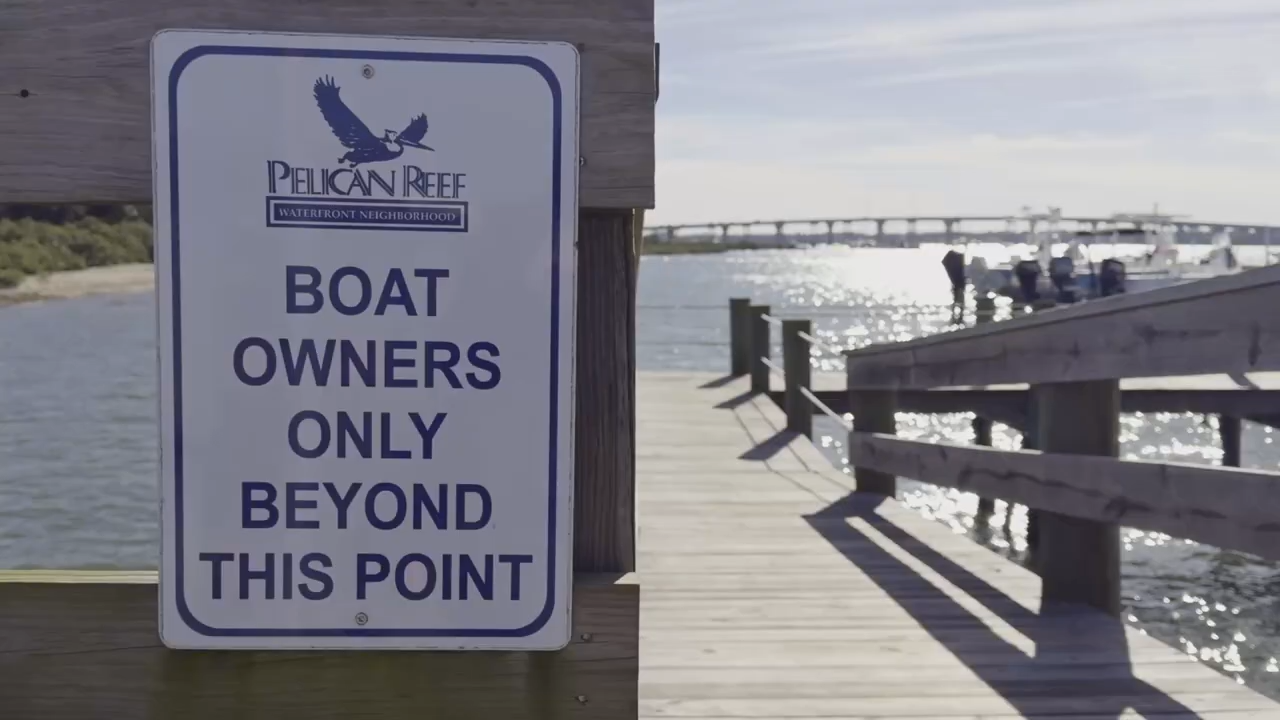 PELICAN REEF
WATERFRONT NEIGHBORHOOD
BOAT
OWNERS
ONLY
BEYOND
THIS POINT